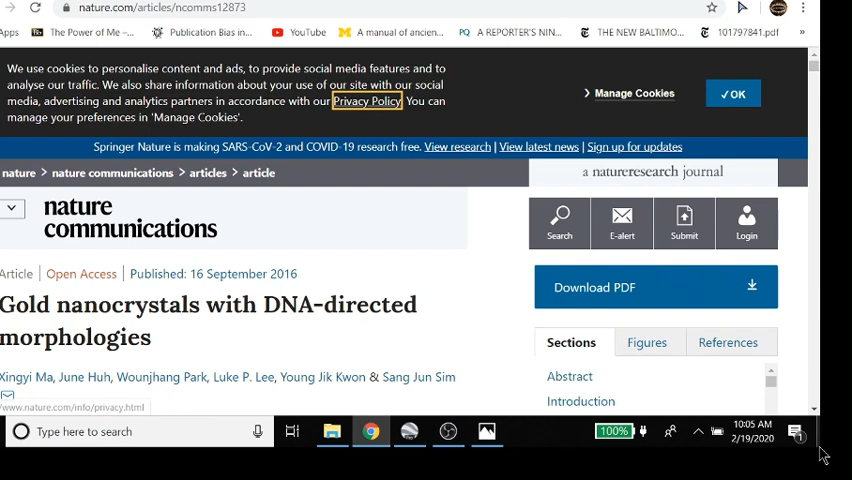 nature.com/articles/ncomms12873
Apps The Power of Me –... Publication Bias in... YouTube A manual of ancien... PQ A REPORTER'S NIN... THE NEW BALTIMO... 101797841.pdf »
We use cookies to personalise content and ads, to provide social media features and to
analyse our traffic. We also share information about your use of our site with our social
media, advertising and analytics partners in accordance with our Privacy Policy. You can
manage your preferences in 'Manage Cookies'.
> Manage Cookies
✓OK
Springer Nature is making SARS-CoV-2 and COVID-19 research free. View research | View latest news | Sign up for updates
nature > nature communications > articles > article
a natureresearch journal
nature
communications
Search E-alert Submit Login
Article | Open Access | Published: 16 September 2016
Download PDF
Gold nanocrystals with DNA-directed
morphologies
Sections Figures References
Xingyi Ma, June Huh, Wounjhang Park, Luke P. Lee, Young Jik Kwon & Sang Jun Sim
Abstract
Introduction
/www.nature.com/info/privacy.html
Type here to search
100%
10:05 AM
2/19/2020
1